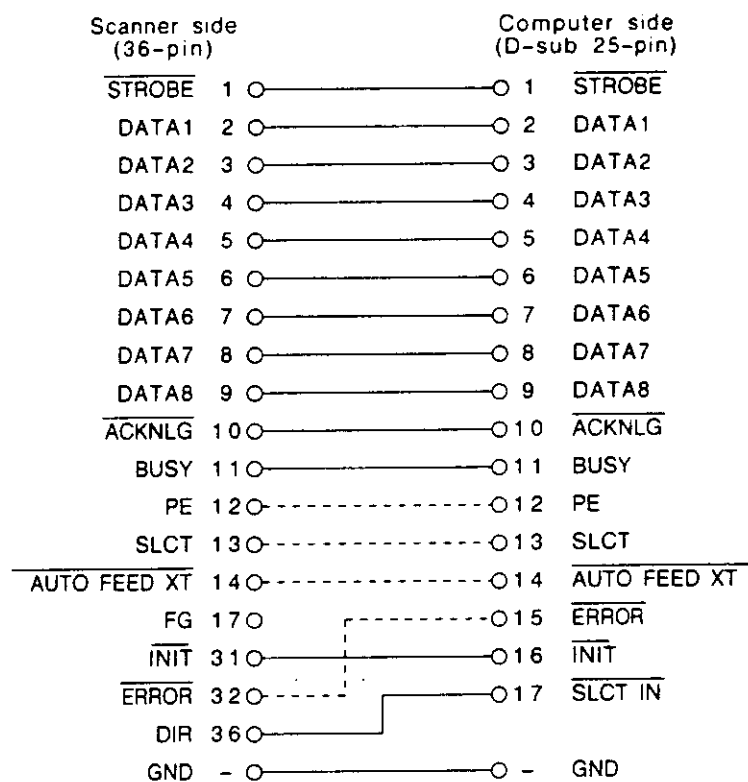 Scanner side Computer side
(36-pin) (D-sub 25-pin)
STROBE 1 1 STROBE
DATA1 2 2 DATA1
DATA2 3 3 DATA2
DATA3 4 4 DATA3
DATA4 5 5 DATA4
DATA5 6 6 DATA5
DATA6 7 7 DATA6
DATA7 8 8 DATA7
DATA8 9 9 DATA8
ACKNLG 10 10 ACKNLG
BUSY 11 11 BUSY
PE 12 12 PE
SLCT 13 13 SLCT
AUTO FEED XT 14 14 AUTO FEED XT
FG 17 15 ERROR
INIT 31 16 INIT
ERROR 32 17 SLCT IN
DIR 36
GND - - GND